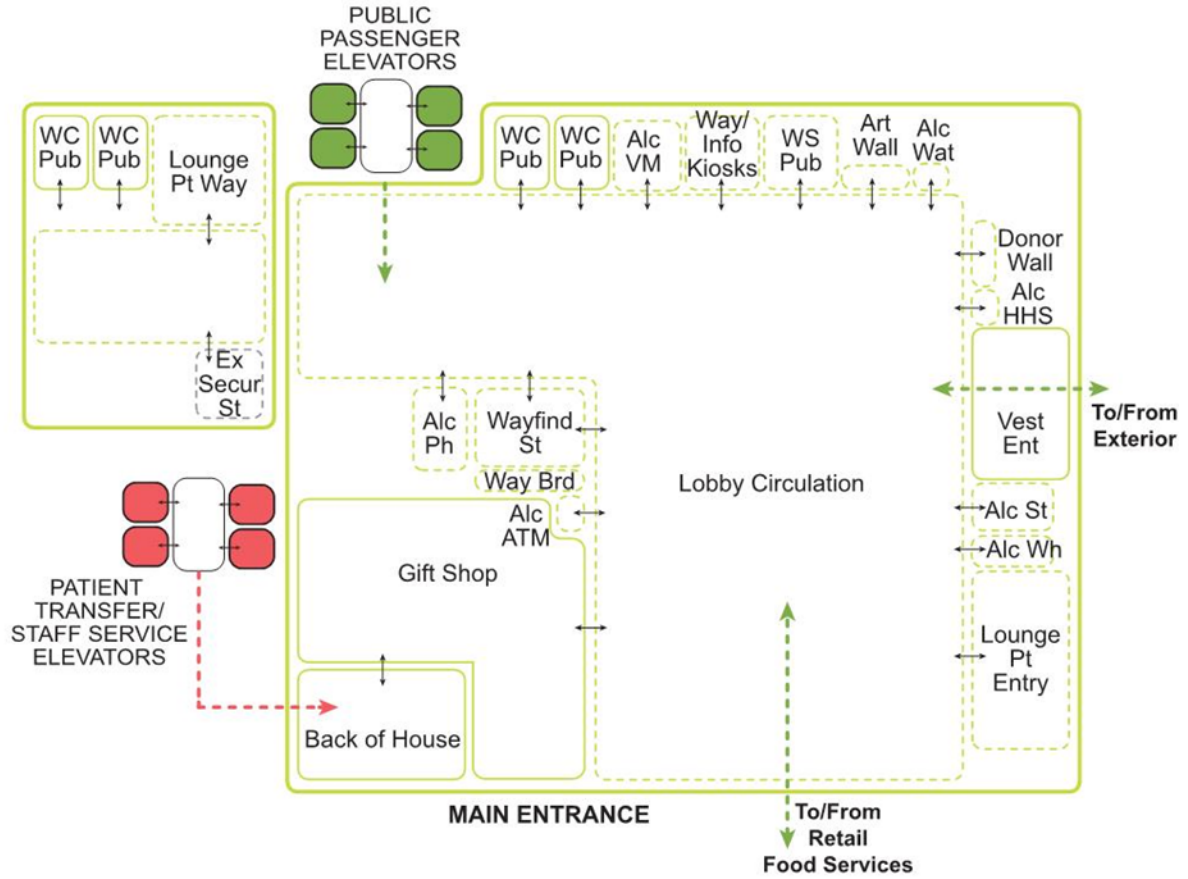 PUBLIC
PASSENGER
ELEVATORS
WC
Pub
WC
Pub
Lounge
Pt Way
Ex
Secur
St
WC
Pub
WC
Pub
Alc
VM
Way/
Info
Kiosks
WS
Pub
Art
Wall
Alc
Wat
Donor
Wall
Alc
HHS
Vest
Ent
To/From
Exterior
Alc
Ph
Wayfind
St
Way Brd
Alc
ATM
Lobby Circulation
Alc St
Alc Wh
Lounge
Pt
Entry
Gift Shop
Back of House
PATIENT
TRANSFER/
STAFF SERVICE
ELEVATORS
MAIN ENTRANCE
To/From
Retail
Food Services